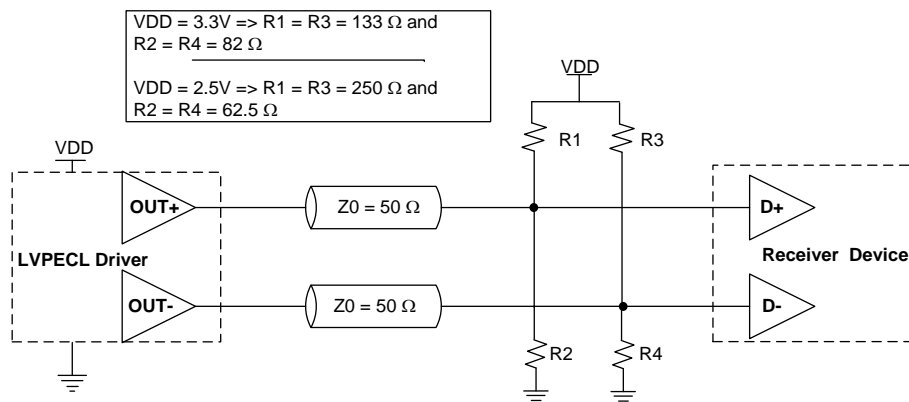 VDD = 3.3V => R1 = R3 = 133 Ω and
R2 = R4 = 82 Ω
VDD = 2.5V => R1 = R3 = 250 Ω and
R2 = R4 = 62.5 Ω
VDD
R1
R3
VDD
OUT+
Z0 = 50 Ω
D+
LVPECL Driver
Receiver Device
OUT-
Z0 = 50 Ω
D-
R2
R4